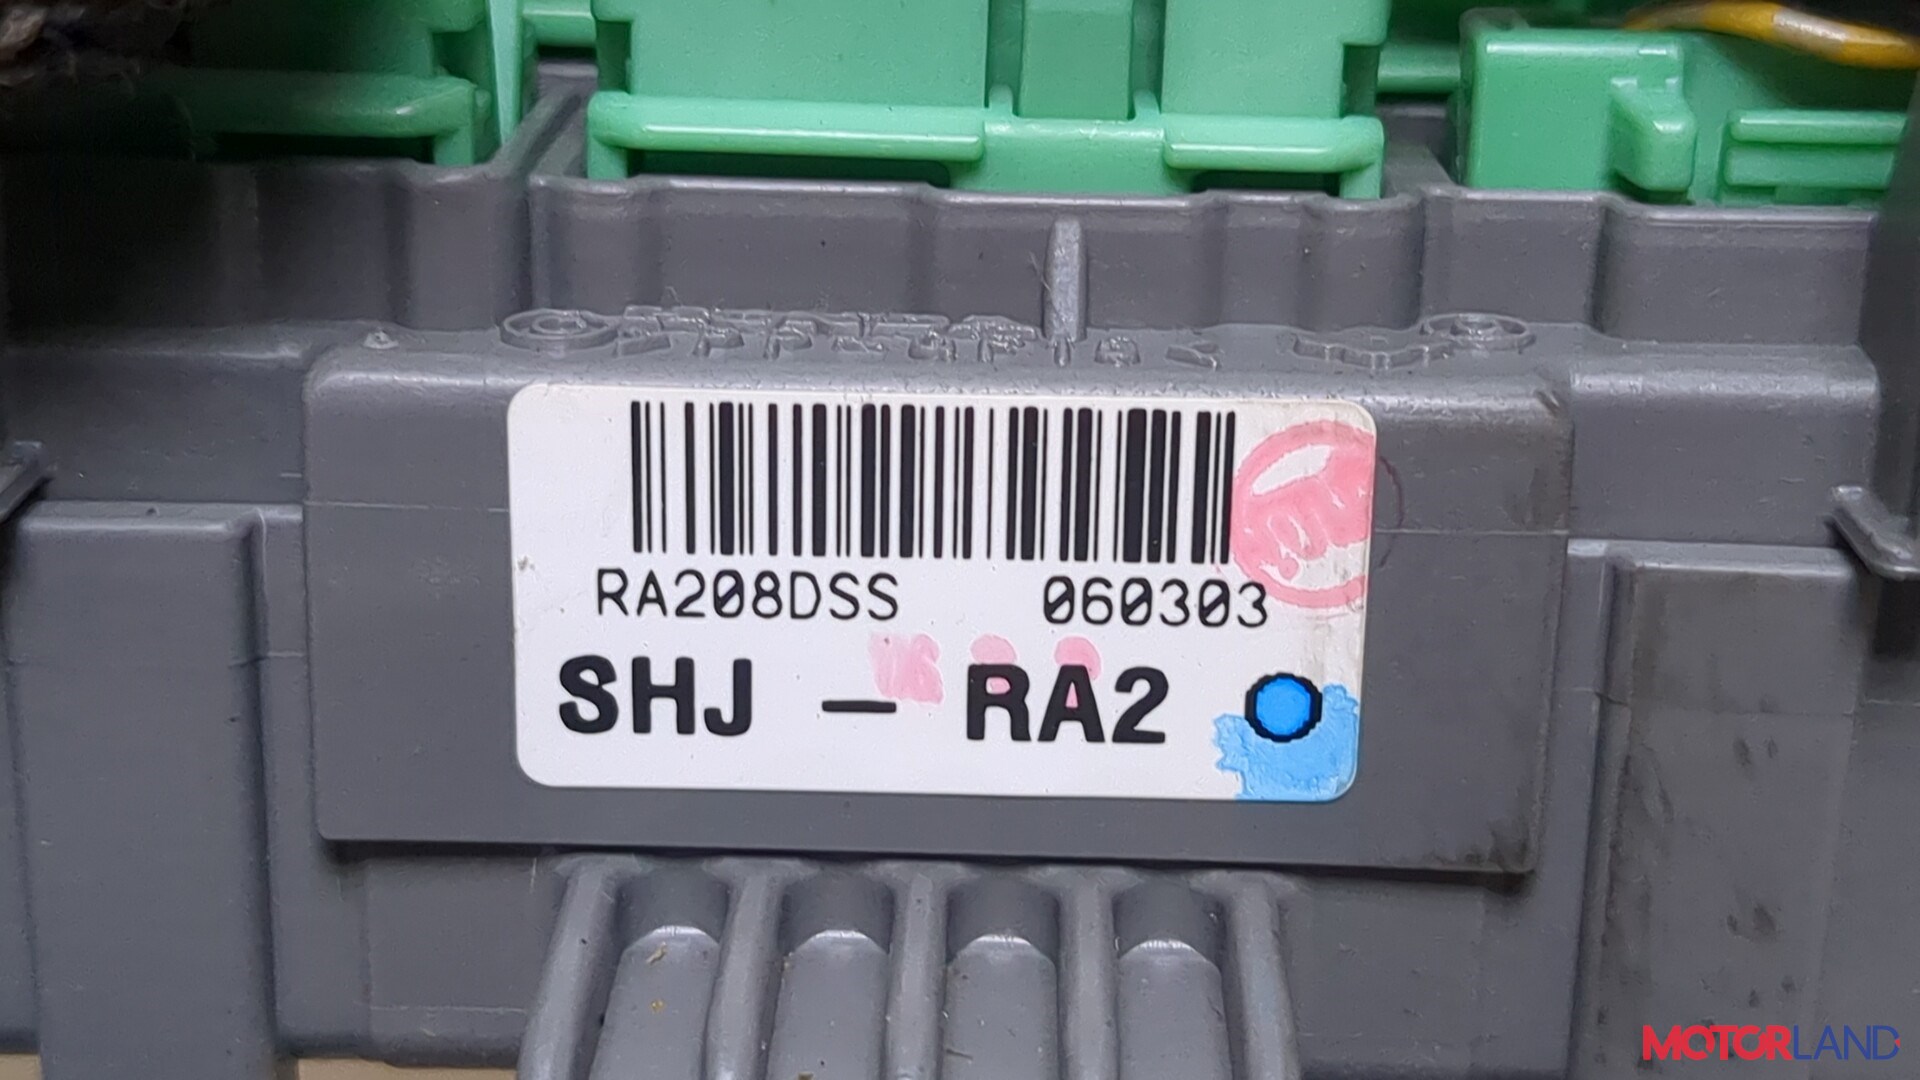 RA208DSS 060303
SHJ - RA2
MOTORLAND